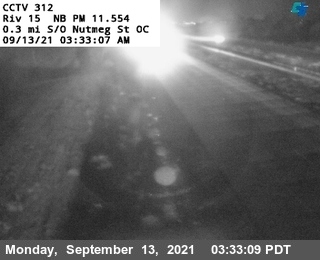 CCTV 312
Riv 15 NB PM 11.554
0.3 mi S/O Nutmeg St OC
09/13/21 03:33:07 AM
Monday, September 13, 2021 03:33:09 PDT